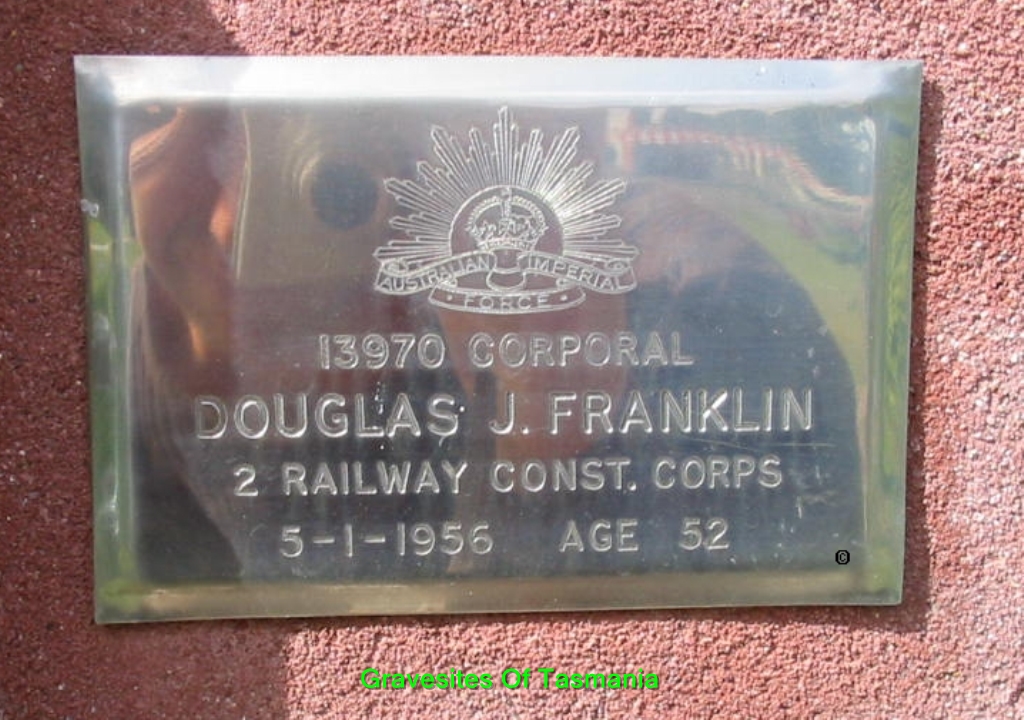 AUSTRALIAN IMPERIAL
FORCE
13970 CORPORAL
DOUGLAS J. FRANKLIN
2 RAILWAY CONST. CORPS
5-1-1956 AGE 52
©
Gravesites Of Tasmania